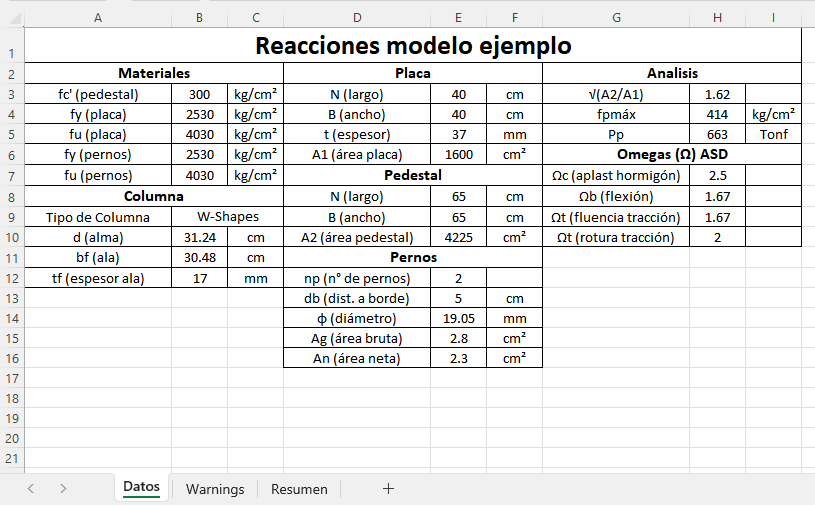 A B C D E F G H I
1 Reacciones modelo ejemplo
2 Materiales Placa Analisis
3 fc' (pedestal) 300 kg/cm² N (largo) 40 cm √(A2/A1) 1.62
4 fy (placa) 2530 kg/cm² B (ancho) 40 cm fpmáx 414 kg/cm²
5 fu (placa) 4030 kg/cm² t (espesor) 37 mm Pp 663 Tonf
6 fy (pernos) 2530 kg/cm² A1 (área placa) 1600 cm² Omegas (Ω) ASD
7 fu (pernos) 4030 kg/cm² Pedestal Ωc (aplast hormigón) 2.5
8 Columna N (largo) 65 cm Ωb (flexión) 1.67
9 Tipo de Columna W-Shapes B (ancho) 65 cm Ωt (fluencia tracción) 1.67
10 d (alma) 31.24 cm A2 (área pedestal) 4225 cm² Ωt (rotura tracción) 2
11 bf (ala) 30.48 cm Pernos
12 tf (espesor ala) 17 mm np (n° de pernos) 2
13 db (dist. a borde) 5 cm
14 ϕ (diámetro) 19.05 mm
15 Ag (área bruta) 2.8 cm²
16 An (área neta) 2.3 cm²
17
18
19
20
21
Datos Warnings Resumen +